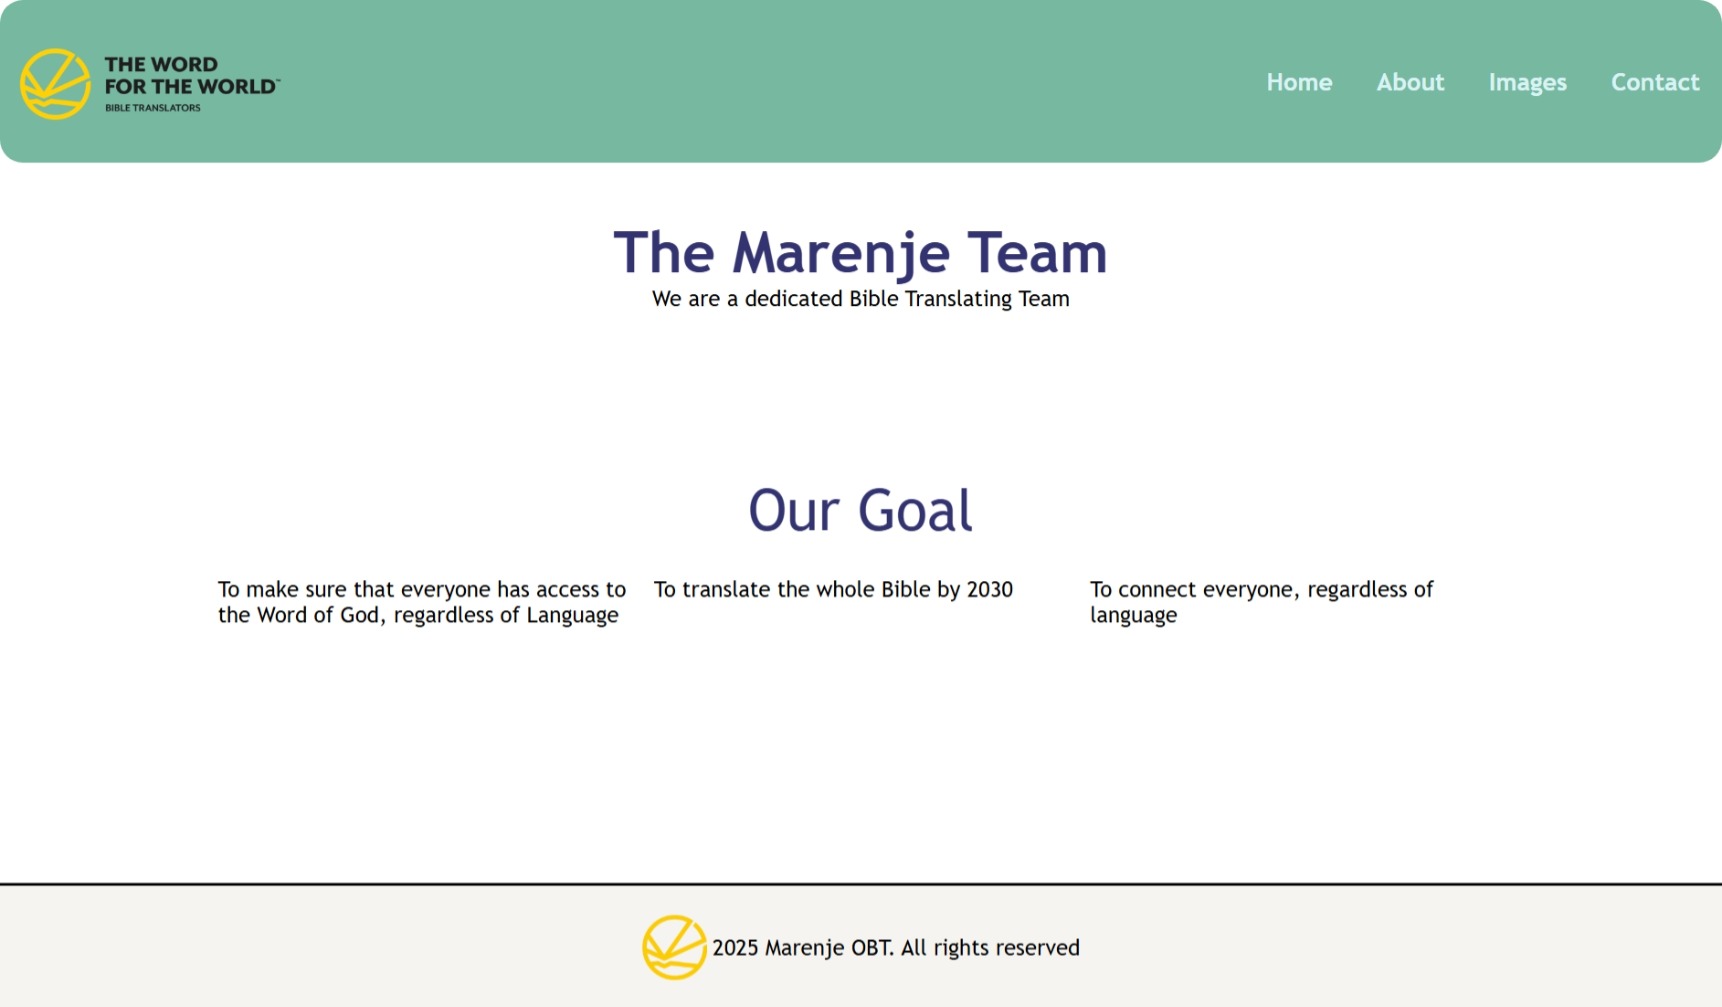 THE WORD
FOR THE WORLD™
BIBLE TRANSLATORS
Home About Images Contact
The Marenje Team
We are a dedicated Bible Translating Team
Our Goal
To make sure that everyone has access to
the Word of God, regardless of Language
To translate the whole Bible by 2030
To connect everyone, regardless of
language
2025 Marenje OBT. All rights reserved